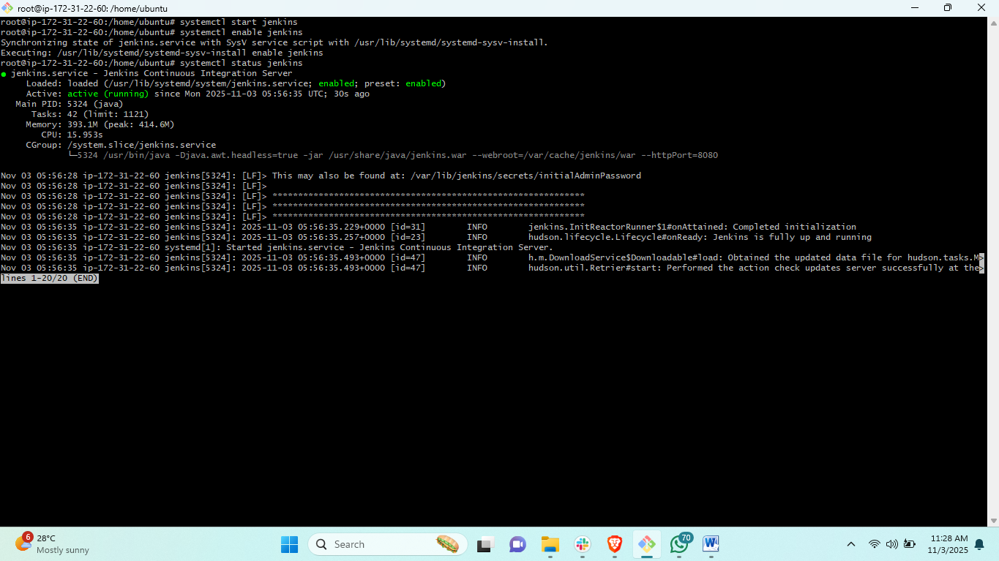 root@ip-172-31-22-60: /home/ubuntu
root@ip-172-31-22-60:/home/ubuntu# systemctl start jenkins
root@ip-172-31-22-60:/home/ubuntu# systemctl enable jenkins
Synchronizing state of jenkins.service with SysV service script with /usr/lib/systemd/systemd-sysv-install.
Executing: /usr/lib/systemd/systemd-sysv-install enable jenkins
root@ip-172-31-22-60:/home/ubuntu# systemctl status jenkins
● jenkins.service - Jenkins Continuous Integration Server
     Loaded: loaded (/usr/lib/systemd/system/jenkins.service; enabled; preset: enabled)
     Active: active (running) since Mon 2025-11-03 05:56:35 UTC; 30s ago
   Main PID: 5324 (java)
      Tasks: 42 (limit: 1121)
     Memory: 393.1M (peak: 414.6M)
        CPU: 15.953s
     CGroup: /system.slice/jenkins.service
             └─5324 /usr/bin/java -Djava.awt.headless=true -jar /usr/share/java/jenkins.war --webroot=/var/cache/jenkins/war --httpPort=8080
Nov 03 05:56:28 ip-172-31-22-60 jenkins[5324]: [LF]> This may also be found at: /var/lib/jenkins/secrets/initialAdminPassword
Nov 03 05:56:28 ip-172-31-22-60 jenkins[5324]: [LF]>
Nov 03 05:56:28 ip-172-31-22-60 jenkins[5324]: [LF]> *************************************************************
Nov 03 05:56:28 ip-172-31-22-60 jenkins[5324]: [LF]> *************************************************************
Nov 03 05:56:28 ip-172-31-22-60 jenkins[5324]: [LF]> *************************************************************
Nov 03 05:56:35 ip-172-31-22-60 jenkins[5324]: 2025-11-03 05:56:35.229+0000 [id=31]        INFO        jenkins.InitReactorRunner$1#onAttained: Completed initialization
Nov 03 05:56:35 ip-172-31-22-60 jenkins[5324]: 2025-11-03 05:56:35.257+0000 [id=23]        INFO        hudson.lifecycle.Lifecycle#onReady: Jenkins is fully up and running
Nov 03 05:56:35 ip-172-31-22-60 systemd[1]: Started jenkins.service - Jenkins Continuous Integration Server.
Nov 03 05:56:35 ip-172-31-22-60 jenkins[5324]: 2025-11-03 05:56:35.493+0000 [id=47]        INFO        h.m.DownloadService$Downloadable#load: Obtained the updated data file for hudson.tasks.M>
Nov 03 05:56:35 ip-172-31-22-60 jenkins[5324]: 2025-11-03 05:56:35.493+0000 [id=47]        INFO        hudson.util.Retrier#start: Performed the action check updates server successfully at the>
lines 1-20/20 (END)
6
28°C
Mostly sunny
Search
70
W
11:28 AM
11/3/2025